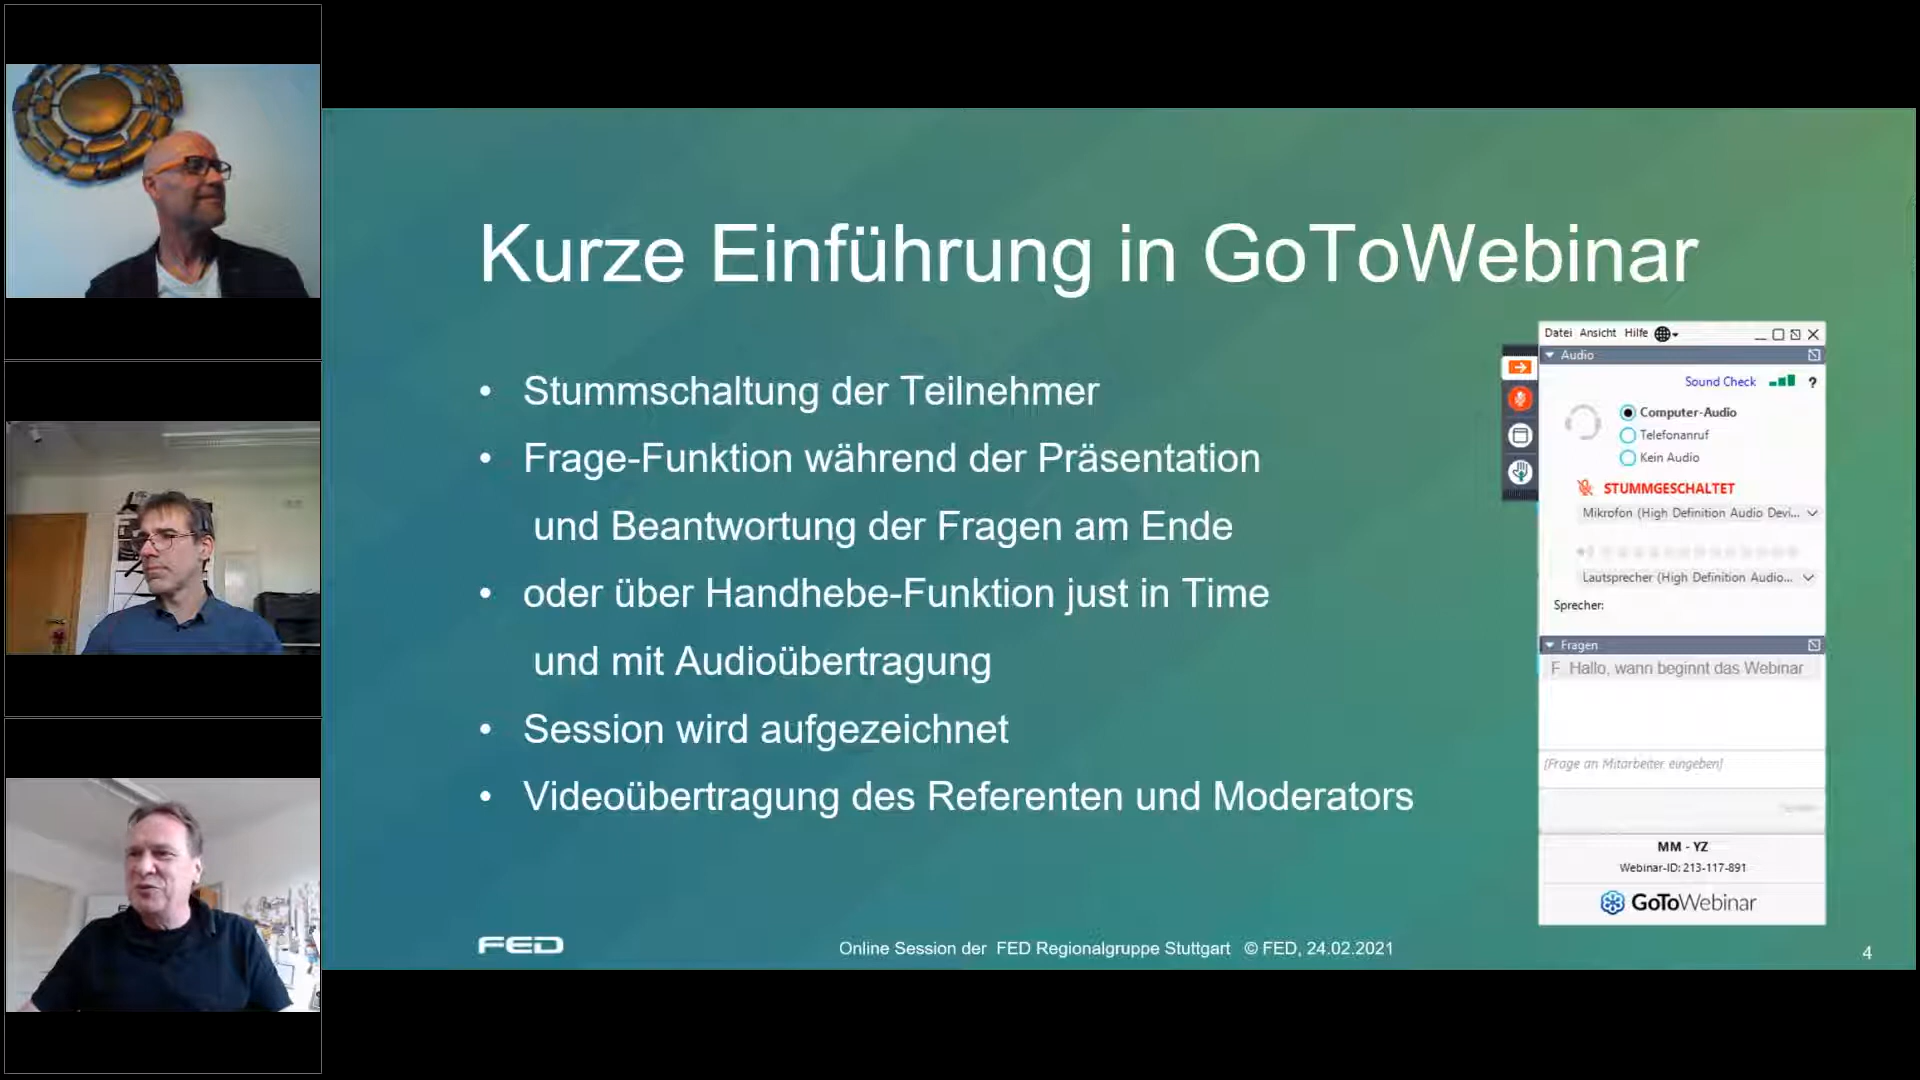 Kurze Einführung in GoToWebinar
• Stummschaltung der Teilnehmer
• Frage-Funktion während der Präsentation
und Beantwortung der Fragen am Ende
• oder über Handhebe-Funktion just in Time
und mit Audioübertragung
• Session wird aufgezeichnet
• Videoübertragung des Referenten und Moderators
Datei Ansicht Hilfe
Audio
Sound Check ?
Computer-Audio
Telefonanruf
Kein Audio
STUMMGESCHALTET
Mikrofon (High Definition Audio Devi...
Lautsprecher (High Definition Audio...
Sprecher:
Fragen
F Hallo, wann beginnt das Webinar
[Frage an Mitarbeiter eingeben]
MM - YZ
Webinar-ID: 213-117-891
GoToWebinar
FED
Online Session der FED Regionalgruppe Stuttgart © FED, 24.02.2021
4